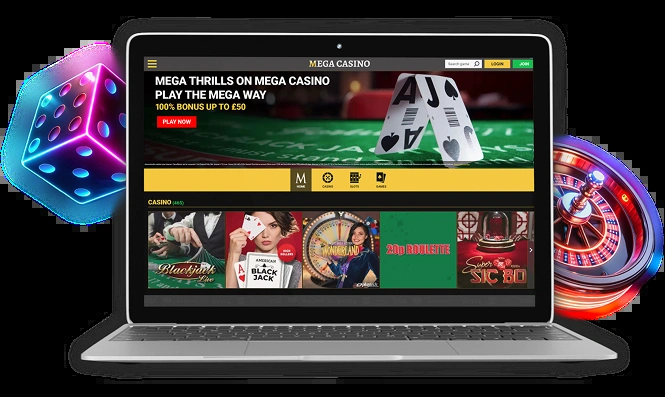 MEGA CASINO
Search game
LOGIN
JOIN
MEGA THRILLS ON MEGA CASINO
PLAY THE MEGA WAY
100% BONUS UP TO £50
PLAY NOW
A J
M
HOME
CASINO
SLOTS
GAMES
CASINO (465)
Blackjack
Live
AMERICAN
BLACK
JACK
WONDERLAND
20p ROULETTE
Super
SIC BO